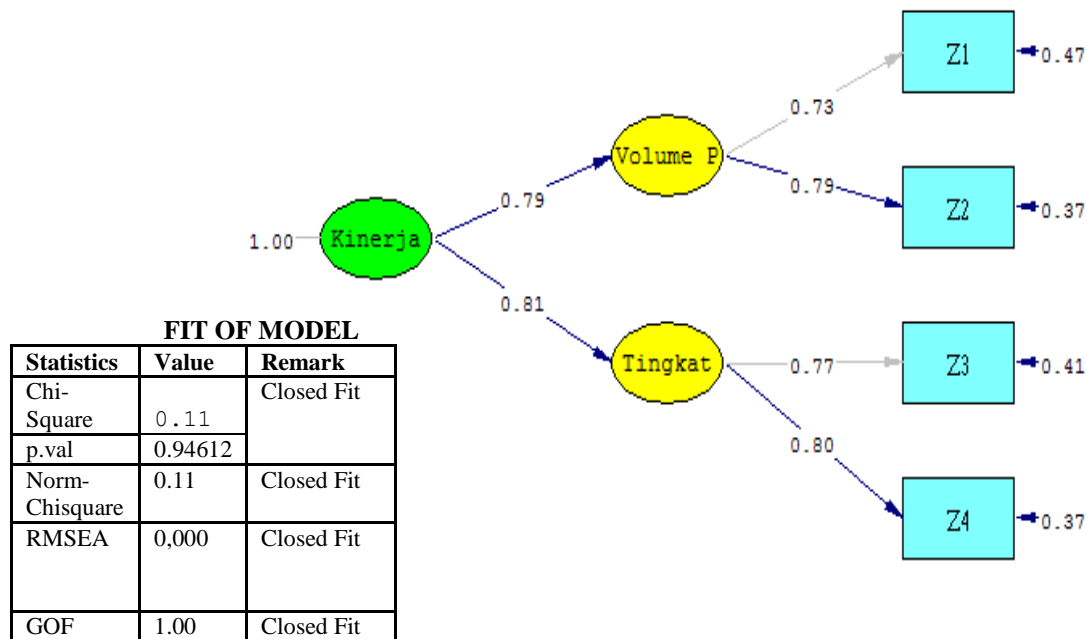 Z1
0.47
0.73
Volume P
0.79
Z2
0.37
0.79
1.00
Kinerja
0.81
FIT OF MODEL
Statistics Value Remark
Chi-
Square 0.11 Closed Fit
p.val 0.94612
Norm-
Chisquare 0.11 Closed Fit
RMSEA 0,000 Closed Fit
GOF 1.00 Closed Fit
Tingkat
0.77
Z3
0.41
0.80
Z4
0.37